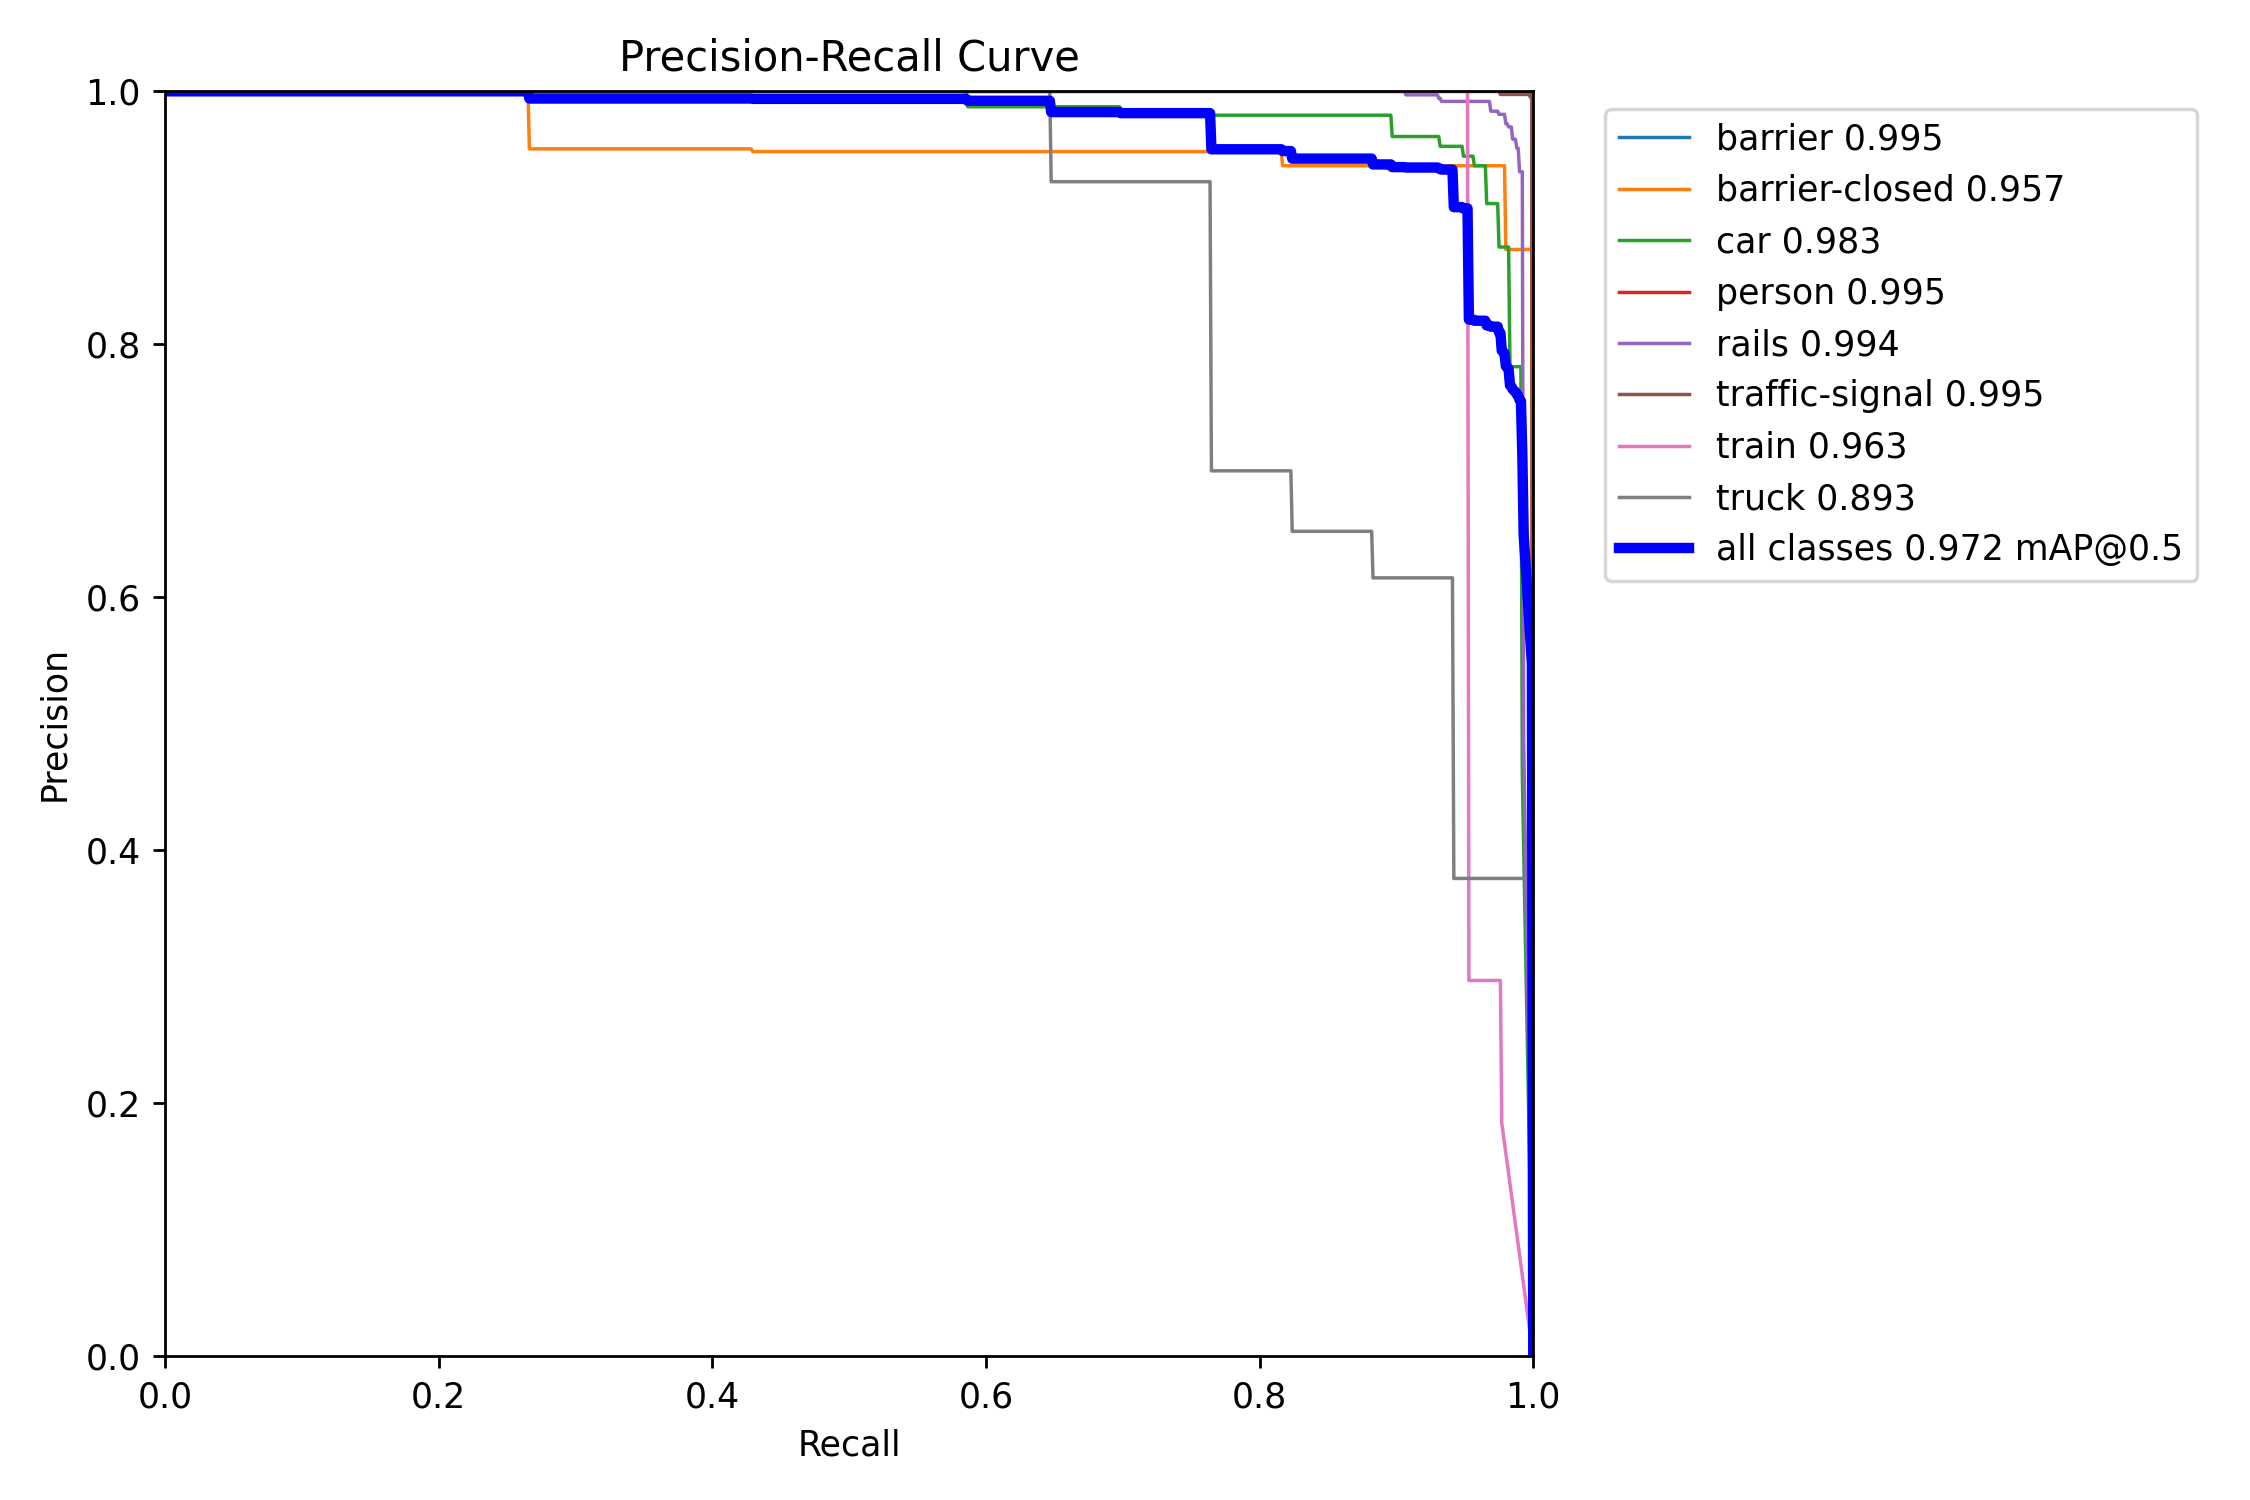 Precision-Recall Curve
1.0
0.8
0.6
0.4
0.2
0.0
Precision
0.0 0.2 0.4 0.6 0.8 1.0
Recall
barrier 0.995
barrier-closed 0.957
car 0.983
person 0.995
rails 0.994
traffic-signal 0.995
train 0.963
truck 0.893
all classes 0.972 mAP@0.5